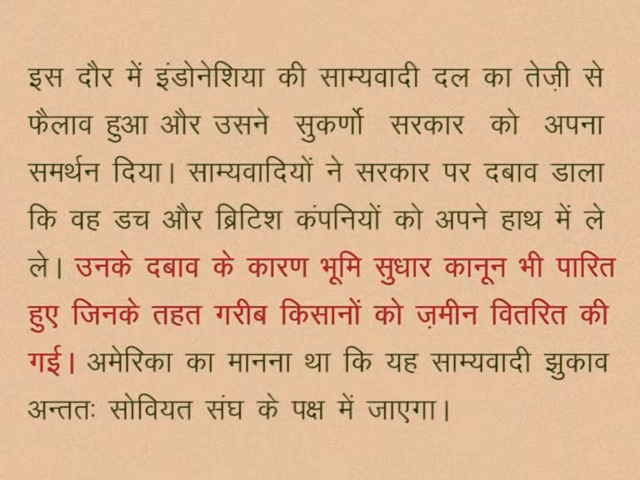 इस दौर में इंडोनेशिया की साम्यवादी दल का तेज़ी से
फैलाव हुआ और उसने सुकर्णो सरकार को अपना
समर्थन दिया। साम्यवादियों ने सरकार पर दबाव डाला
कि वह डच और ब्रिटिश कंपनियों को अपने हाथ में ले
ले। उनके दबाव के कारण भूमि सुधार कानून भी पारित
हुए जिनके तहत गरीब किसानों को ज़मीन वितरित की
गई। अमेरिका का मानना था कि यह साम्यवादी झुकाव
अन्ततः सोवियत संघ के पक्ष में जाएगा।